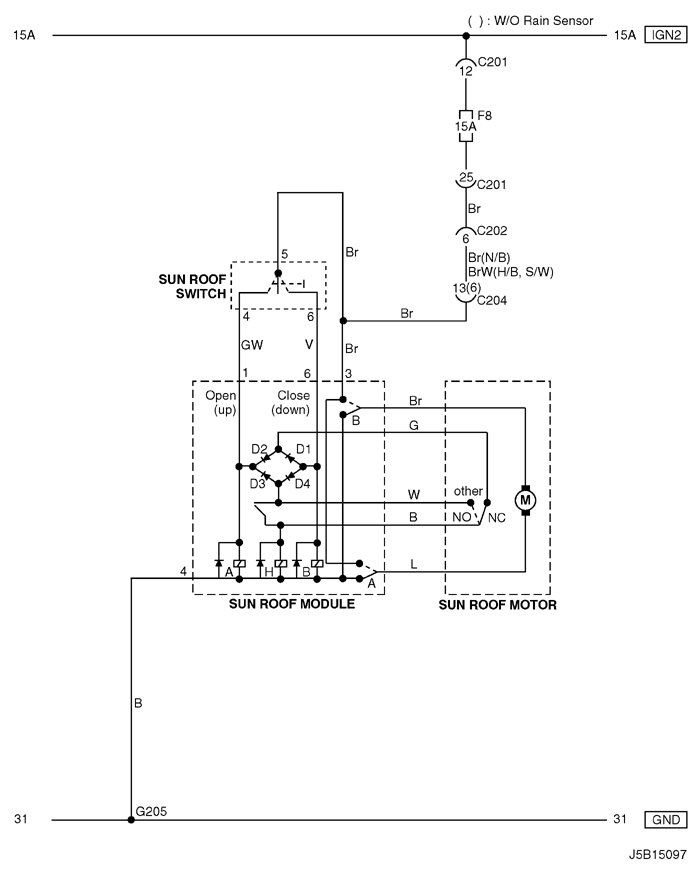 ( ) : W/O Rain Sensor
15A
15A IGN2
C201
12
F8
15A
25
C201
Br
C202
6
Br(N/B)
BrW(H/B, S/W)
13(6)
C204
5
Br
SUN ROOF
SWITCH
4 6
Br
GW V Br
1 6 3
Open
(up)
Close
(down)
Br
B
G
D2 D1
D3 D4
W other
B NO NC
M
L
4 A H B A
SUN ROOF MODULE SUN ROOF MOTOR
B
G205
31
31 GND
J5B15097